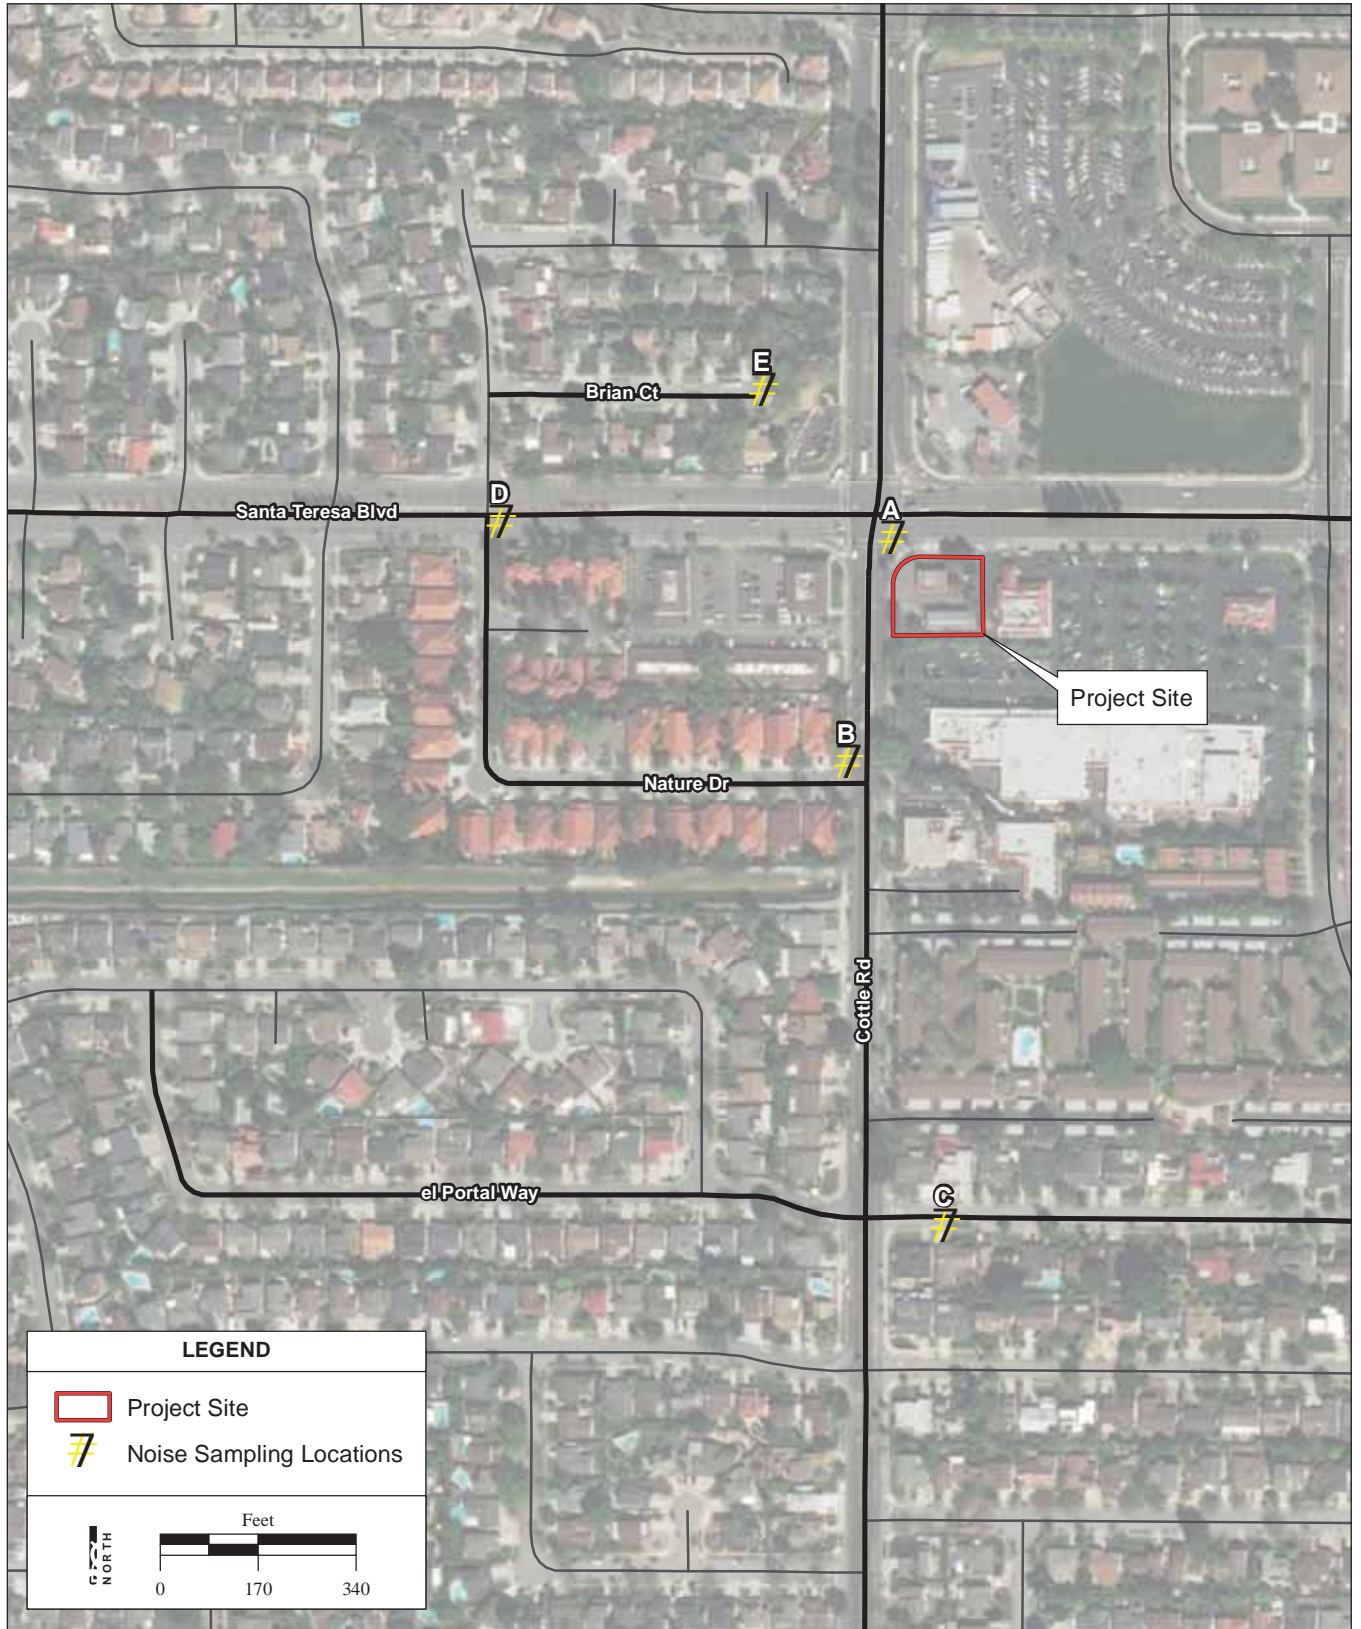 E
Brian Ct
D
Santa Teresa Blvd
A
Project Site
B
Nature Dr
Cottle Rd
el Portal Way
C
LEGEND
Project Site
Noise Sampling Locations
NORTH
Feet
0 170 340